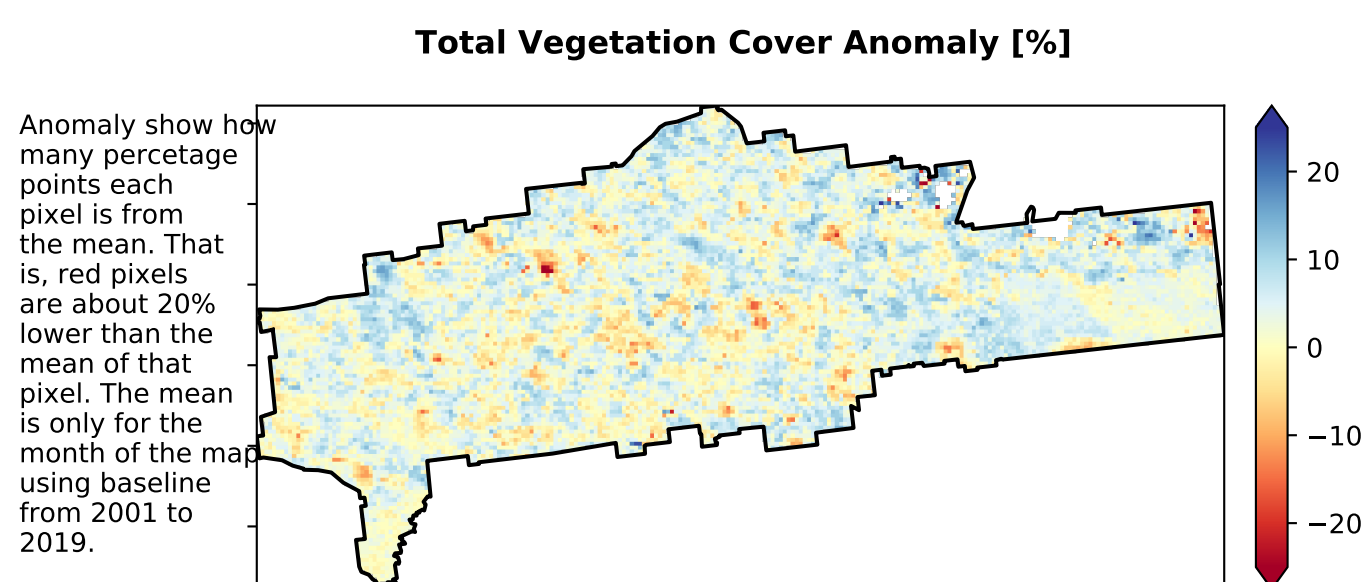 Total Vegetation Cover Anomaly [%]
Anomaly show how
many percetage
points each
pixel is from
the mean. That
is, red pixels
are about 20%
lower than the
mean of that
pixel. The mean
is only for the
month of the map
using baseline
from 2001 to
2019.
20
10
0
−10
−20